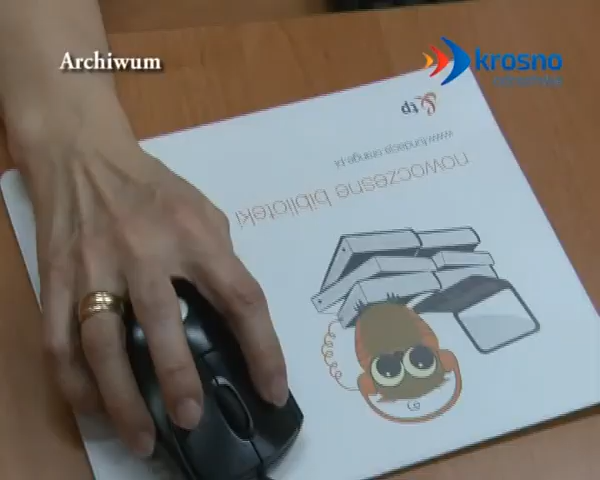 Archiwum
krosno
tp
www.fundacja.orange.pl
nowoczesne biblioteki